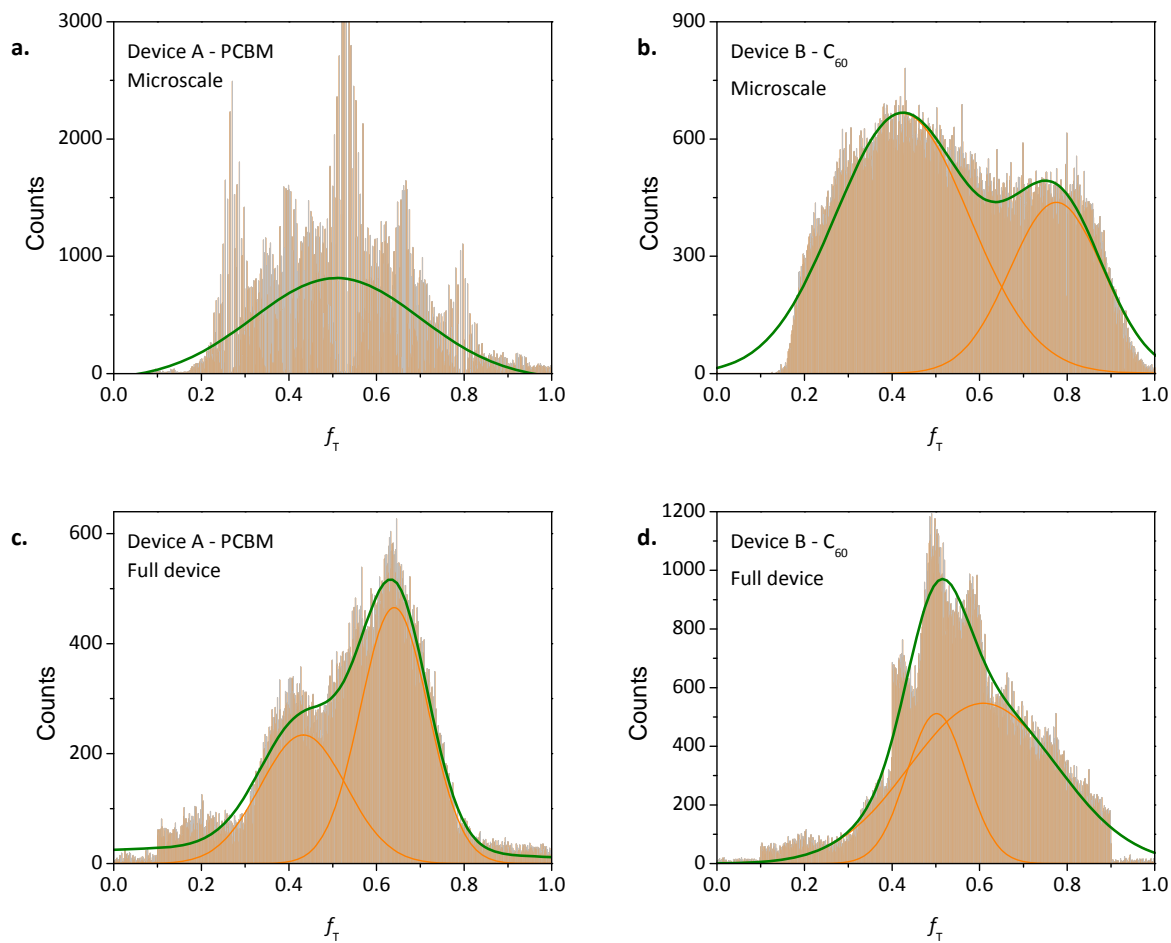 a.
Device A - PCBM
Microscale
3000
2000
1000
0
Counts
0.0 0.2 0.4 0.6 0.8 1.0
f_T
b.
Device B - C60
Microscale
900
600
300
0
Counts
0.0 0.2 0.4 0.6 0.8 1.0
f_T
c.
Device A - PCBM
Full device
600
400
200
0
Counts
0.0 0.2 0.4 0.6 0.8 1.0
f_T
d.
Device B - C60
Full device
1200
1000
800
600
400
200
0
Counts
0.0 0.2 0.4 0.6 0.8 1.0
f_T